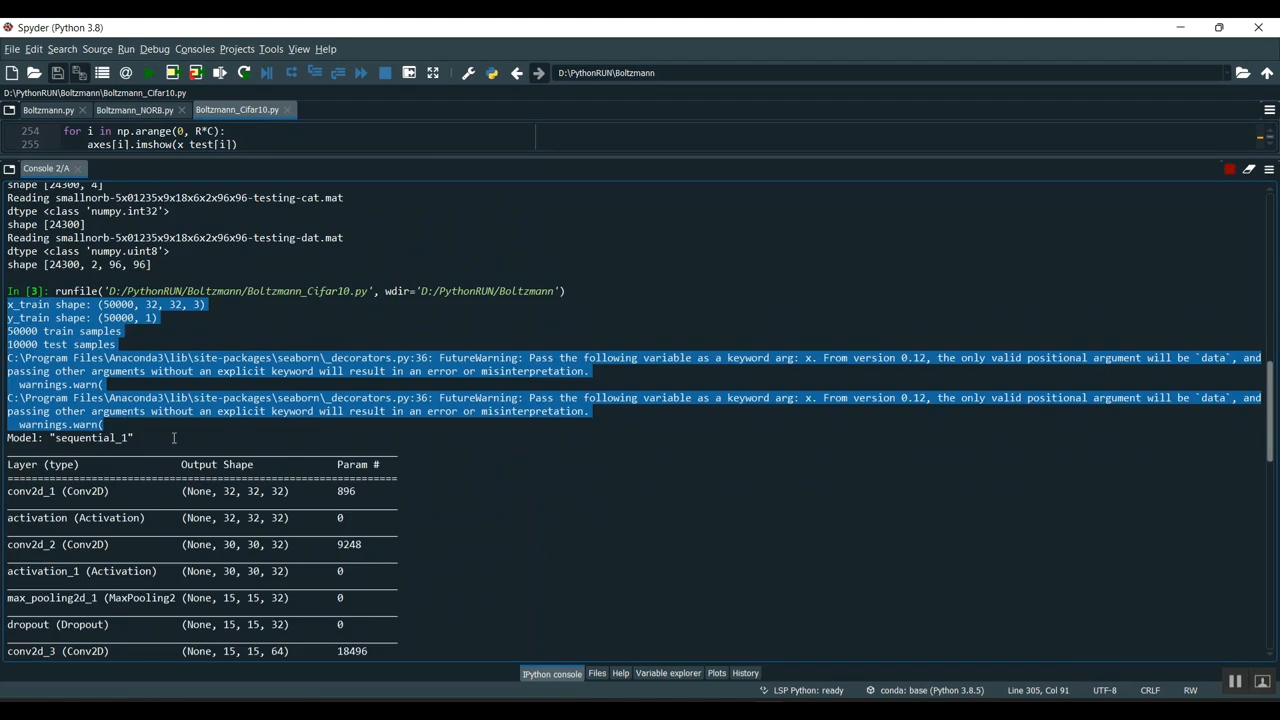 Spyder (Python 3.8)
File Edit Search Source Run Debug Consoles Projects Tools View Help
D:\PythonRUN\Boltzmann
D:\PythonRUN\Boltzmann\Boltzmann_Cifar10.py
Boltzmann.py Boltzmann_NORB.py Boltzmann_Cifar10.py
254 for i in np.arange(0, R*C):
255 axes[i].imshow(x_test[i])
Console 2/A
shape [24300, 4]
Reading smallnorb-5x01235x9x18x6x2x96x96-testing-cat.mat
dtype <class 'numpy.int32'>
shape [24300]
Reading smallnorb-5x01235x9x18x6x2x96x96-testing-dat.mat
dtype <class 'numpy.uint8'>
shape [24300, 2, 96, 96]
In [3]: runfile('D:/PythonRUN/Boltzmann/Boltzmann_Cifar10.py', wdir='D:/PythonRUN/Boltzmann')
x_train shape: (50000, 32, 32, 3)
y_train shape: (50000, 1)
50000 train samples
10000 test samples
C:\Program Files\Anaconda3\lib\site-packages\seaborn\_decorators.py:36: FutureWarning: Pass the following variable as a keyword arg: x. From version 0.12, the only valid positional argument will be `data`, and
passing other arguments without an explicit keyword will result in an error or misinterpretation.
warnings.warn(
C:\Program Files\Anaconda3\lib\site-packages\seaborn\_decorators.py:36: FutureWarning: Pass the following variable as a keyword arg: x. From version 0.12, the only valid positional argument will be `data`, and
passing other arguments without an explicit keyword will result in an error or misinterpretation.
warnings.warn(
Model: "sequential_1"
Layer (type) Output Shape Param #
=================================================================
conv2d_1 (Conv2D) (None, 32, 32, 32) 896
activation (Activation) (None, 32, 32, 32) 0
conv2d_2 (Conv2D) (None, 30, 30, 32) 9248
activation_1 (Activation) (None, 30, 30, 32) 0
max_pooling2d_1 (MaxPooling2 (None, 15, 15, 32) 0
dropout (Dropout) (None, 15, 15, 32) 0
conv2d_3 (Conv2D) (None, 15, 15, 64) 18496
IPython console Files Help Variable explorer Plots History
LSP Python: ready conda: base (Python 3.8.5) Line 305, Col 91 UTF-8 CRLF RW